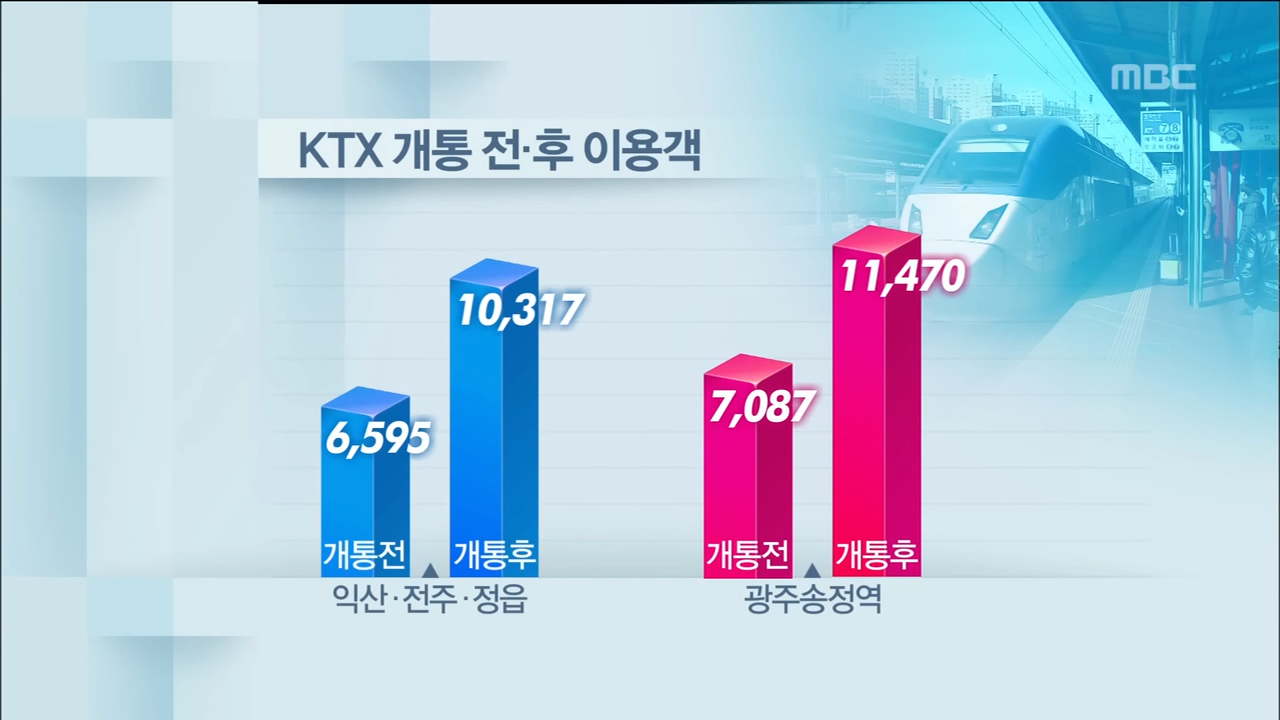 MBC
KTX 개통 전·후 이용객
10,317
11,470
6,595
7,087
개통전
개통후
개통전
개통후
익산·전주·정읍
광주송정역
7 8